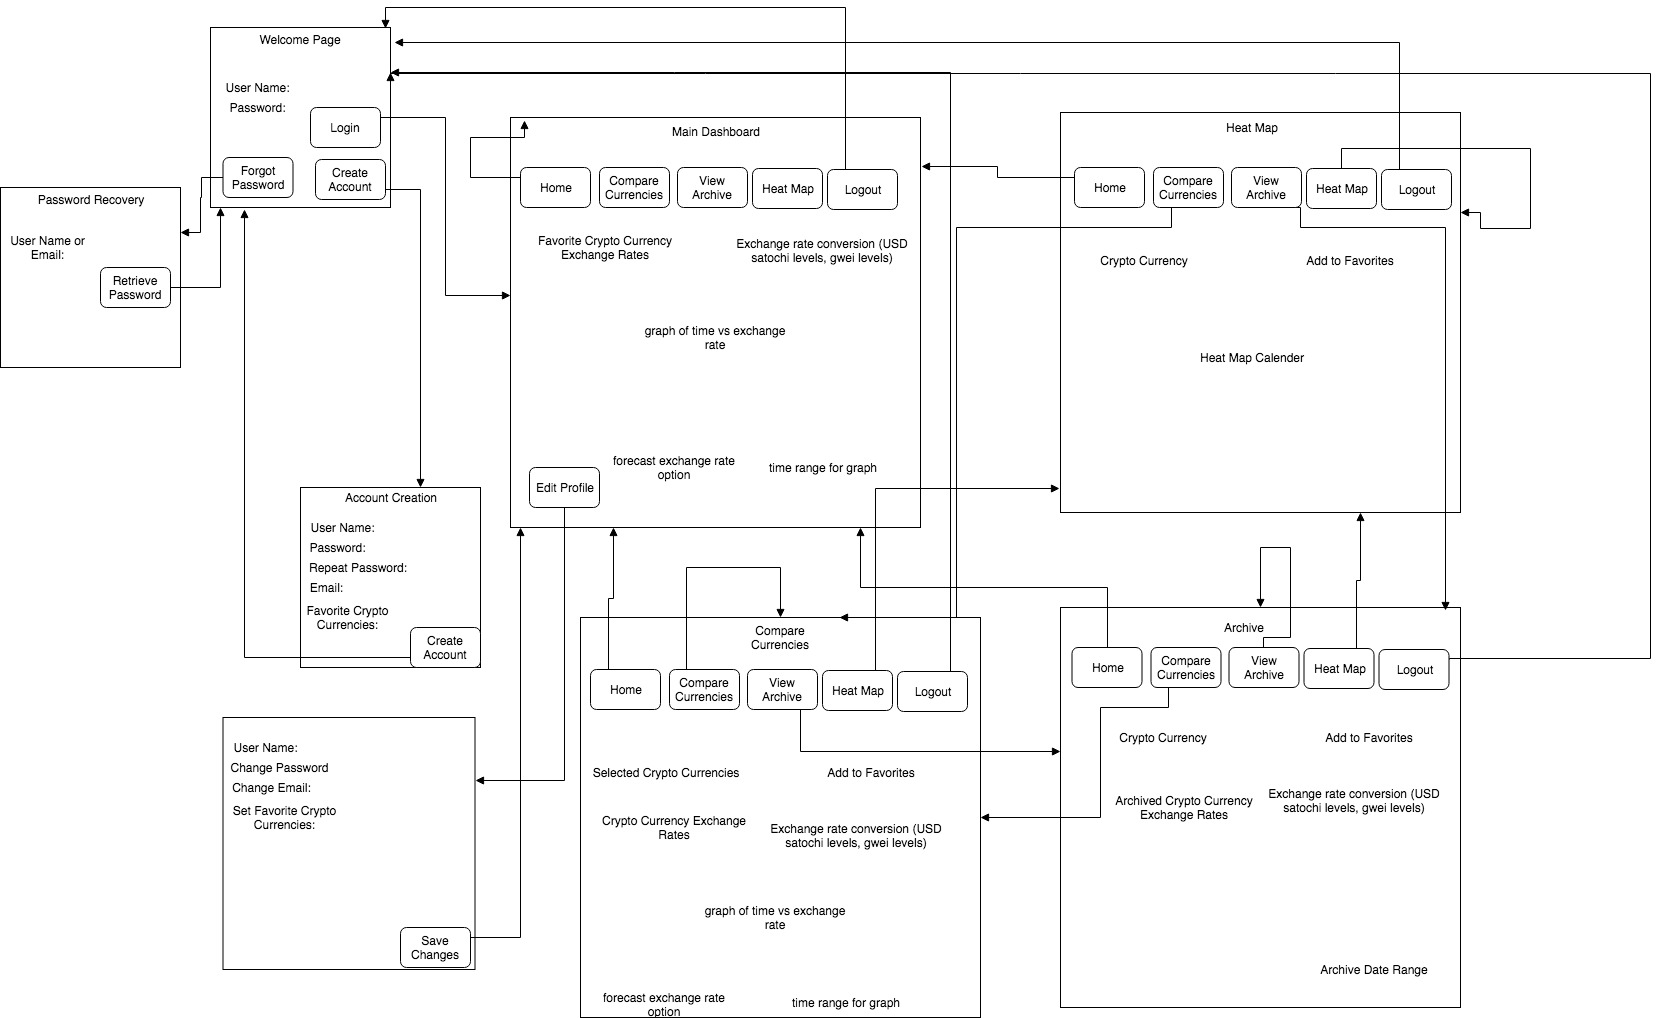 Welcome Page
User Name:
Password:
Login
Forgot
Password
Create
Account
Password Recovery
User Name or
Email:
Retrieve
Password
Main Dashboard
Home
Compare
Currencies
View
Archive
Heat Map
Logout
Favorite Crypto Currency
Exchange Rates
Exchange rate conversion (USD
satochi levels, gwei levels)
graph of time vs exchange
rate
forecast exchange rate
option
time range for graph
Edit Profile
Heat Map
Home
Compare
Currencies
View
Archive
Heat Map
Logout
Crypto Currency
Add to Favorites
Heat Map Calender
Account Creation
User Name:
Password:
Repeat Password:
Email:
Favorite Crypto
Currencies:
Create
Account
User Name:
Change Password
Change Email:
Set Favorite Crypto
Currencies:
Save
Changes
Compare
Currencies
Home
Compare
Currencies
View
Archive
Heat Map
Logout
Selected Crypto Currencies
Add to Favorites
Crypto Currency Exchange
Rates
Exchange rate conversion (USD
satochi levels, gwei levels)
graph of time vs exchange
rate
forecast exchange rate
option
time range for graph
Archive
Home
Compare
Currencies
View
Archive
Heat Map
Logout
Crypto Currency
Add to Favorites
Archived Crypto Currency
Exchange Rates
Exchange rate conversion (USD
satochi levels, gwei levels)
Archive Date Range